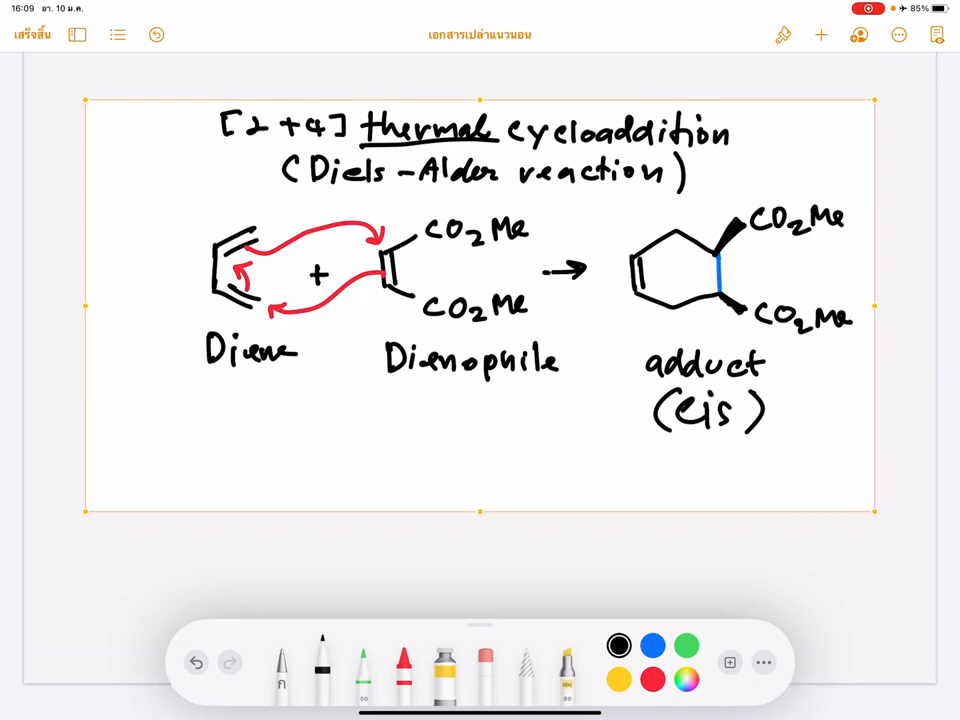 16:09 อา. 10 ม.ค.
85%
เสร็จสิ้น
เอกสารเปล่าแนวนอน
[2+4] thermal cycloaddition
(Diels-Alder reaction)
CO2Me
CO2Me
+
CO2Me
CO2Me
Diene
Dienophile
adduct
(cis)
ก
50
abc
80